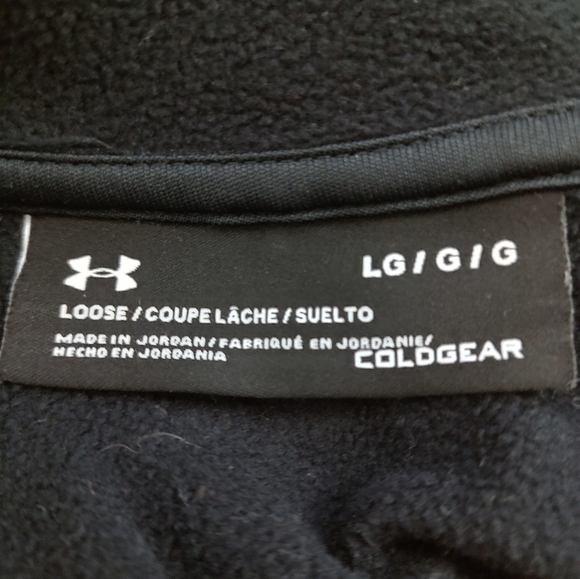 LG / G / G
LOOSE / COUPE LÂCHE / SUELTO
MADE IN JORDAN / FABRIQUÉ EN JORDANIE /
HECHO EN JORDANIA
COLDGEAR